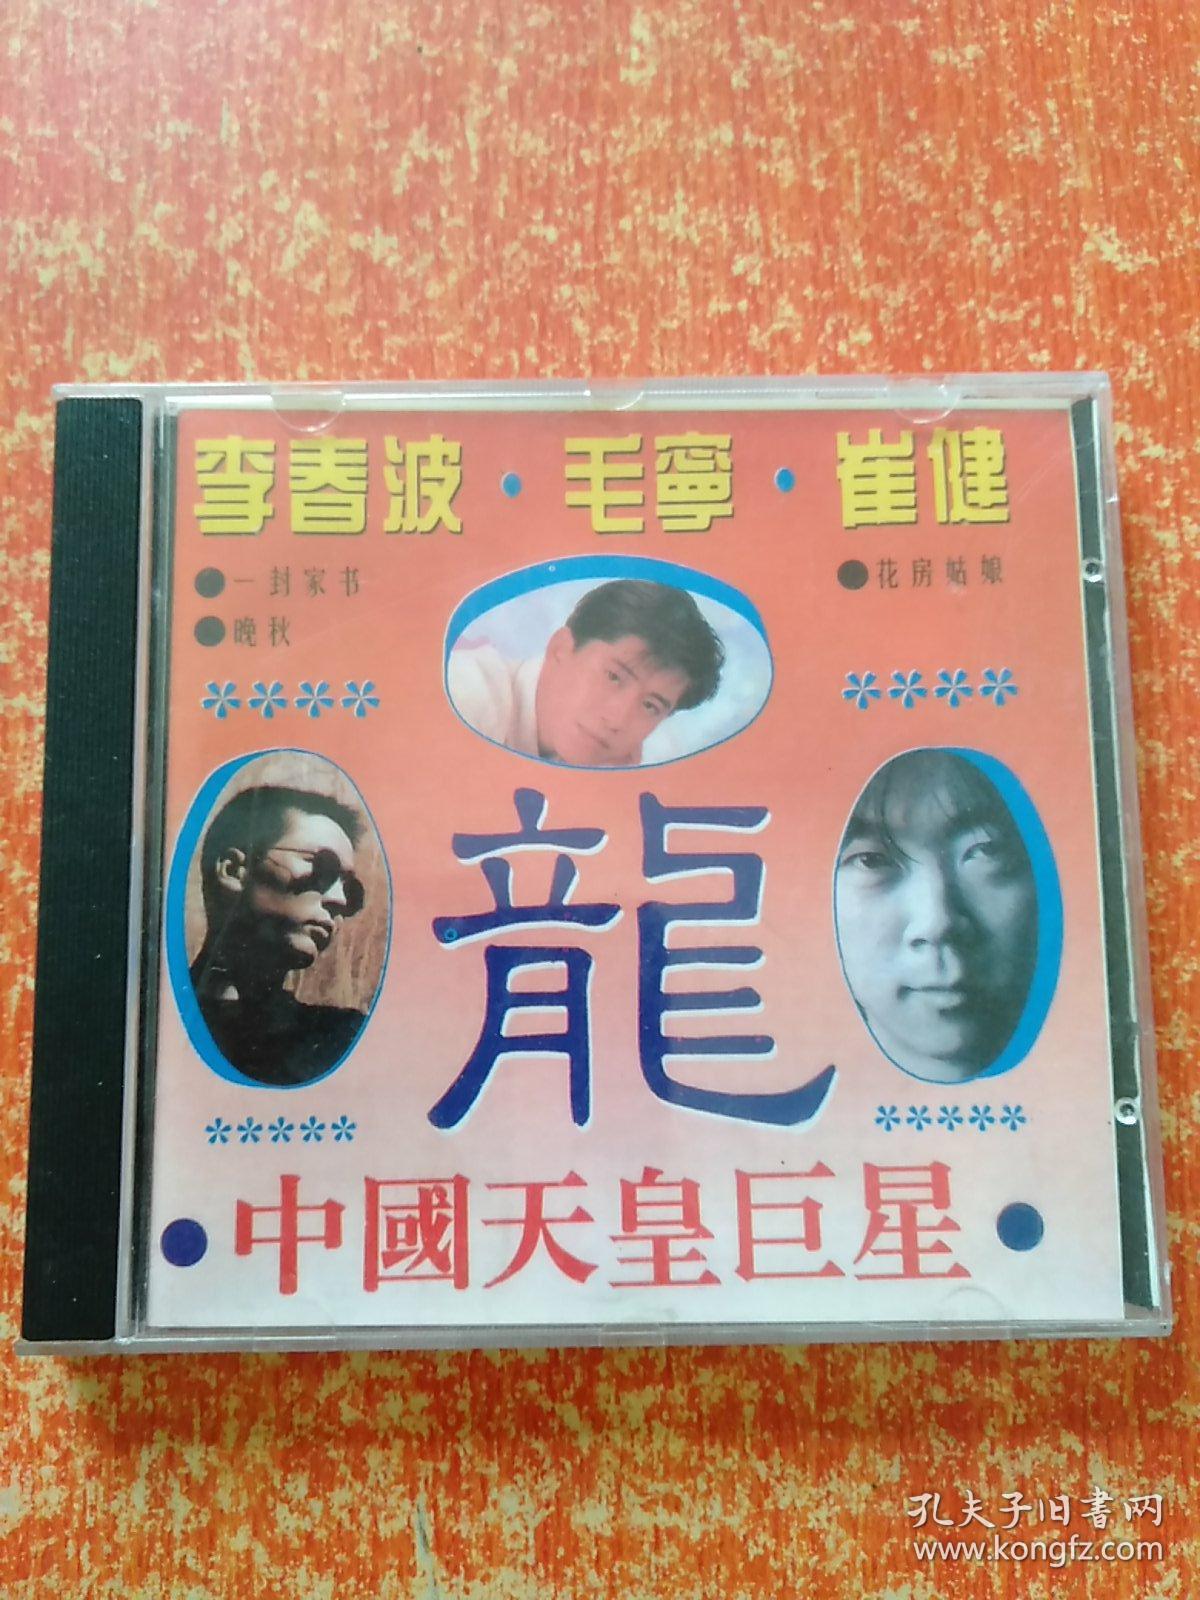 李春波·毛寧·崔健
●一封家书
●晚秋
●花房姑娘
龍
●中國天皇巨星●
孔夫子旧書网
www.kongfz.com